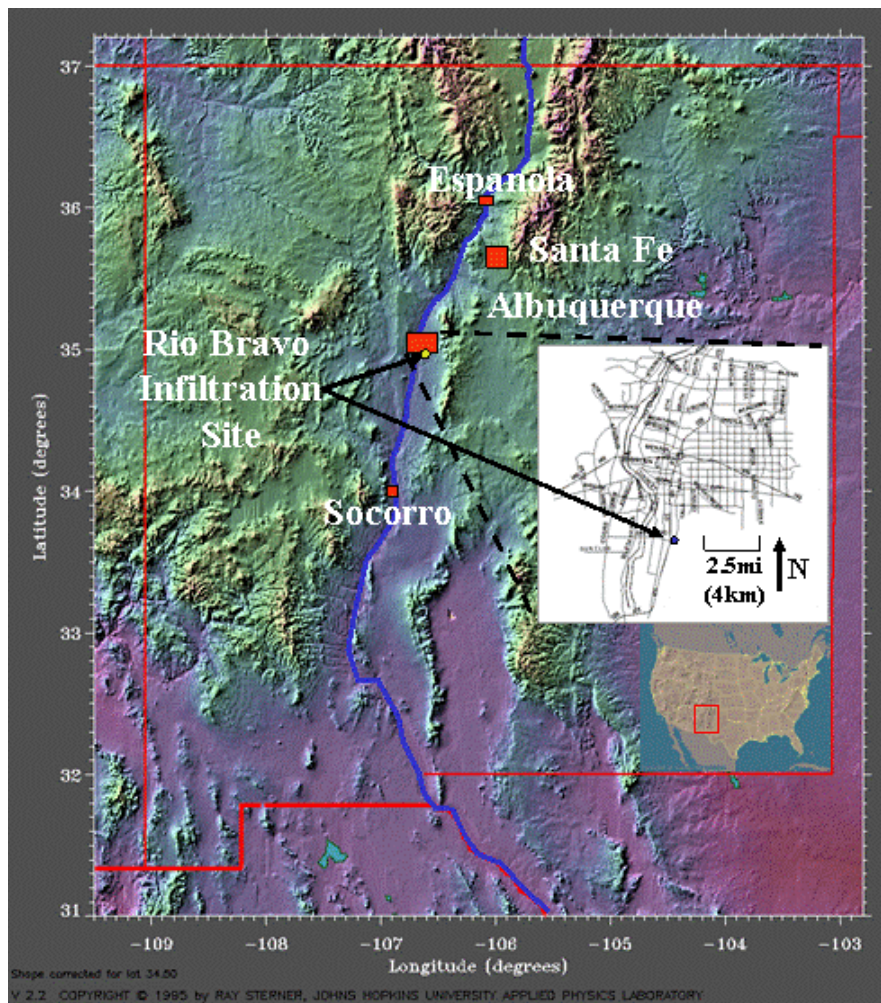 37
36
35
34
33
32
31
Latitude (degrees)
Espanola
Santa Fe
Albuquerque
Rio Bravo
Infiltration
Site
Socorro
2.5mi
(4km)
N
-109
-108
-107
-106
-105
-104
-103
Longitude (degrees)
Shape corrected for lat 34.60
V 2.2 COPYRIGHT © 1995 by RAY STERNER, JOHNS HOPKINS UNIVERSITY APPLIED PHYSICS LABORATORY